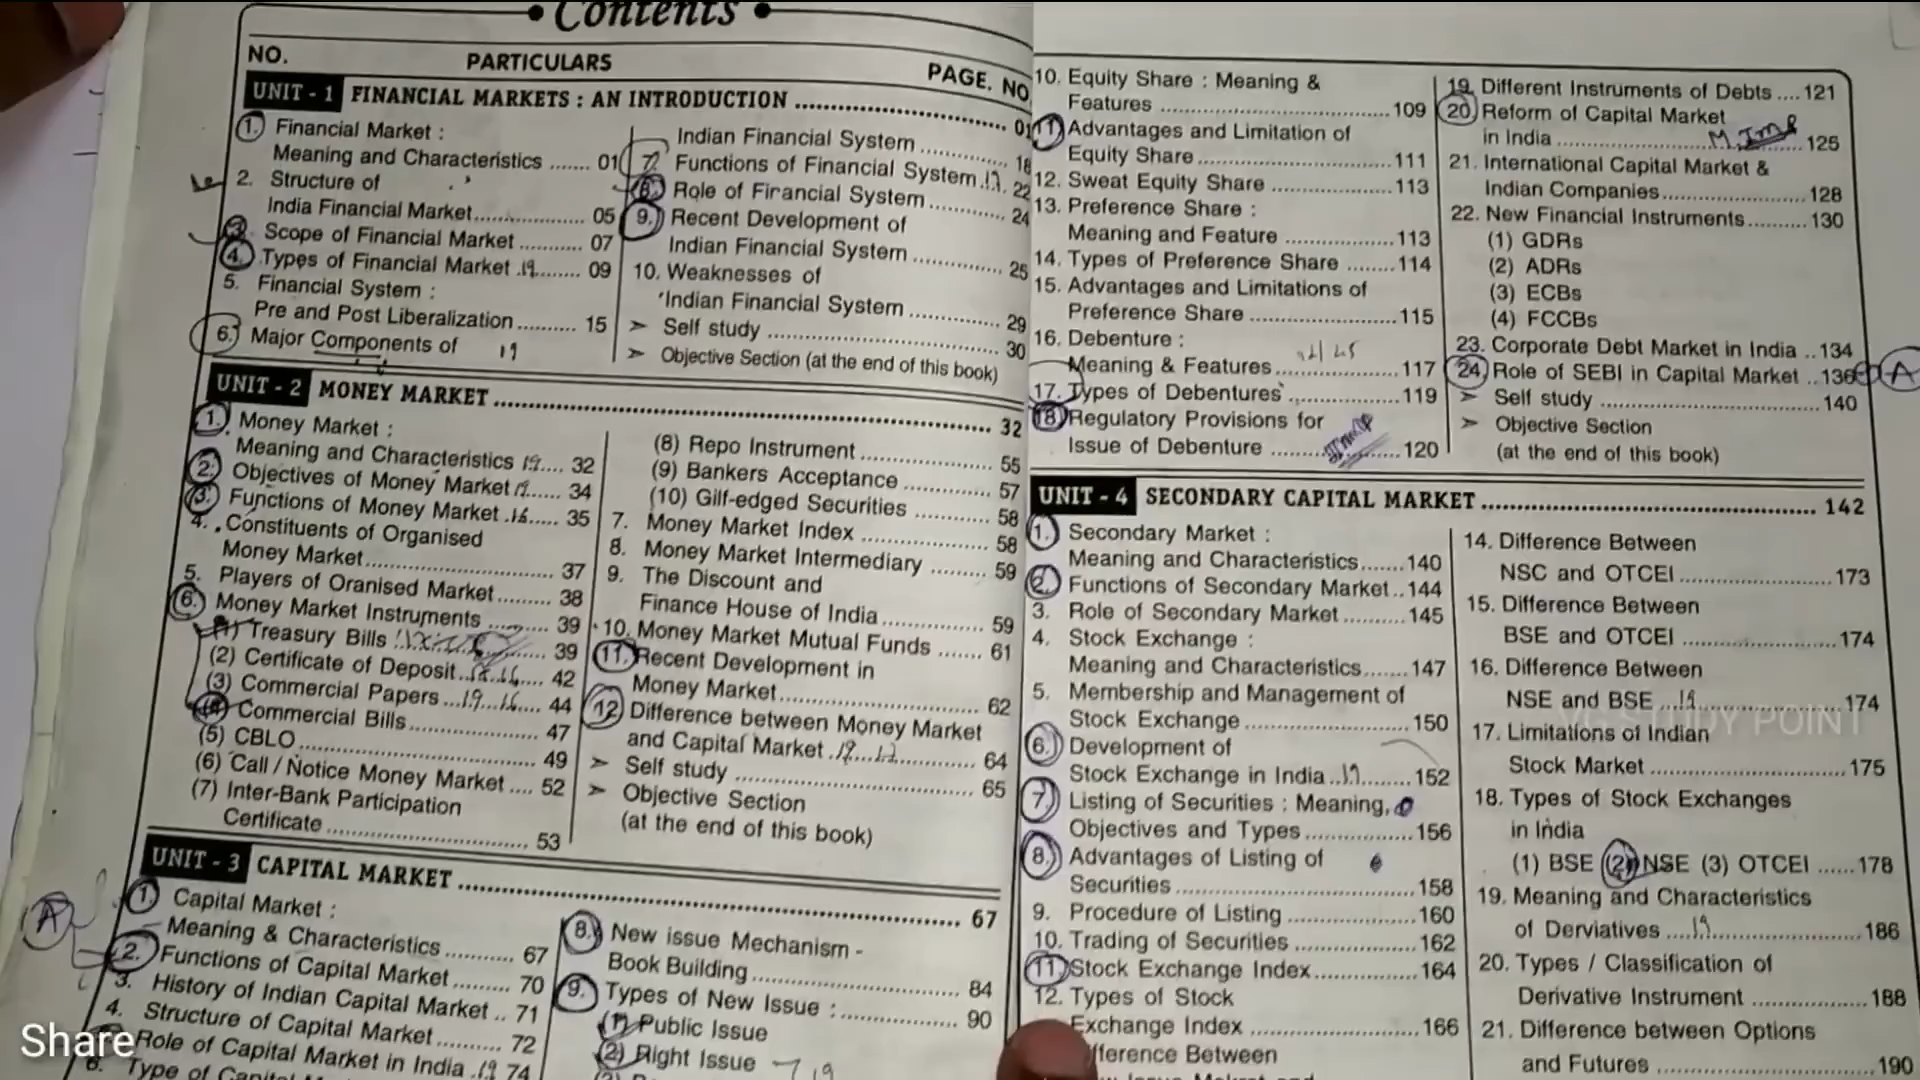 Contents
NO. PARTICULARS PAGE. NO
UNIT - 1 FINANCIAL MARKETS : AN INTRODUCTION .......... 01
1. Financial Market :
Meaning and Characteristics ....... 01
2. Structure of
India Financial Market................ 05
3. Scope of Financial Market .......... 07
4. Types of Financial Market .19........ 09
5. Financial System :
Pre and Post Liberalization .......... 15
6. Major Components of 19
Indian Financial System ............... 18
7. Functions of Financial System............ 22
8. Role of Financial System ........... 24
9. Recent Development of
Indian Financial System ............. 25
10. Weaknesses of
Indian Financial System ............. 29
➢ Self study .......................... 30
➢ Objective Section (at the end of this book)
UNIT - 2 MONEY MARKET .......... 32
1. Money Market :
Meaning and Characteristics 19.... 32
2. Objectives of Money Market ...... 34
3. Functions of Money Market .16..... 35
4. Constituents of Organised
Money Market............................ 37
5. Players of Oranised Market ......... 38
6. Money Market Instruments .......... 39
(1) Treasury Bills .......... 39
(2) Certificate of Deposit.......... 42
(3) Commercial Papers ...19...16.... 44
(4) Commercial Bills.................. 47
(5) CBLO................................. 49
(6) Call / Notice Money Market .... 52
(7) Inter-Bank Participation
Certificate ............................. 53
(8) Repo Instrument ................... 55
(9) Bankers Acceptance .............. 57
(10) Gilf-edged Securities ........... 58
7. Money Market Index ................. 58
8. Money Market Intermediary ........ 59
9. The Discount and
Finance House of India .............. 59
10. Money Market Mutual Funds ....... 61
11. Recent Development in
Money Market............................ 62
12 Difference between Money Market
and Capital Market .......... 64
➢ Self study ............................ 65
➢ Objective Section
(at the end of this book)
UNIT - 3 CAPITAL MARKET .......... 67
A
1. Capital Market :
Meaning & Characteristics .......... 67
2. Functions of Capital Market ......... 70
3. History of Indian Capital Market .. 71
4. Structure of Capital Market .......... 72
Role of Capital Market in India .19 74
6. Type of
8. New issue Mechanism -
Book Building ........................... 84
9. Types of New Issue : ............... 90
(1) Public Issue
(2) Right Issue 19
Share
10. Equity Share : Meaning &
Features ................................ 109
11 Advantages and Limitation of
Equity Share ........................... 111
12. Sweat Equity Share ................ 113
13. Preference Share :
Meaning and Feature ............... 113
14. Types of Preference Share ........ 114
15. Advantages and Limitations of
Preference Share...................... 115
16. Debenture :
Meaning & Features................. 117
17. Types of Debentures ............... 119
18 Regulatory Provisions for
Issue of Debenture .......... 120
19. Different Instruments of Debts .... 121
20. Reform of Capital Market
in India .......... M. Imp 125
21. International Capital Market &
Indian Companies..................... 128
22. New Financial Instruments.......... 130
(1) GDRs
(2) ADRs
(3) ECBs
(4) FCCBs
23. Corporate Debt Market in India .. 134
24. Role of SEBI in Capital Market .. 136 A
➢ Self study ............................ 140
➢ Objective Section
(at the end of this book)
UNIT - 4 SECONDARY CAPITAL MARKET .......... 142
1. Secondary Market :
Meaning and Characteristics....... 140
2. Functions of Secondary Market.. 144
3. Role of Secondary Market ......... 145
4. Stock Exchange :
Meaning and Characteristics...... 147
5. Membership and Management of
Stock Exchange ....................... 150
6. Development of
Stock Exchange in India..19....... 152
7. Listing of Securities : Meaning,
Objectives and Types ............... 156
8. Advantages of Listing of
Securities ............................... 158
9. Procedure of Listing ................ 160
10. Trading of Securities ............... 162
11. Stock Exchange Index.............. 164
12. Types of Stock
Exchange Index ...................... 166
Between
14. Difference Between
NSC and OTCEI ...................... 173
15. Difference Between
BSE and OTCEI ...................... 174
16. Difference Between
NSE and BSE ..19.......... 174
VG STUDY POINT
17. Limitations of Indian
Stock Market .......................... 175
18. Types of Stock Exchanges
in India
(1) BSE (2) NSE (3) OTCEI ...... 178
19. Meaning and Characteristics
of Derviatives ....19.......... 186
20. Types / Classification of
Derivative Instrument ............... 188
21. Difference between Options
and Futures ............................ 190